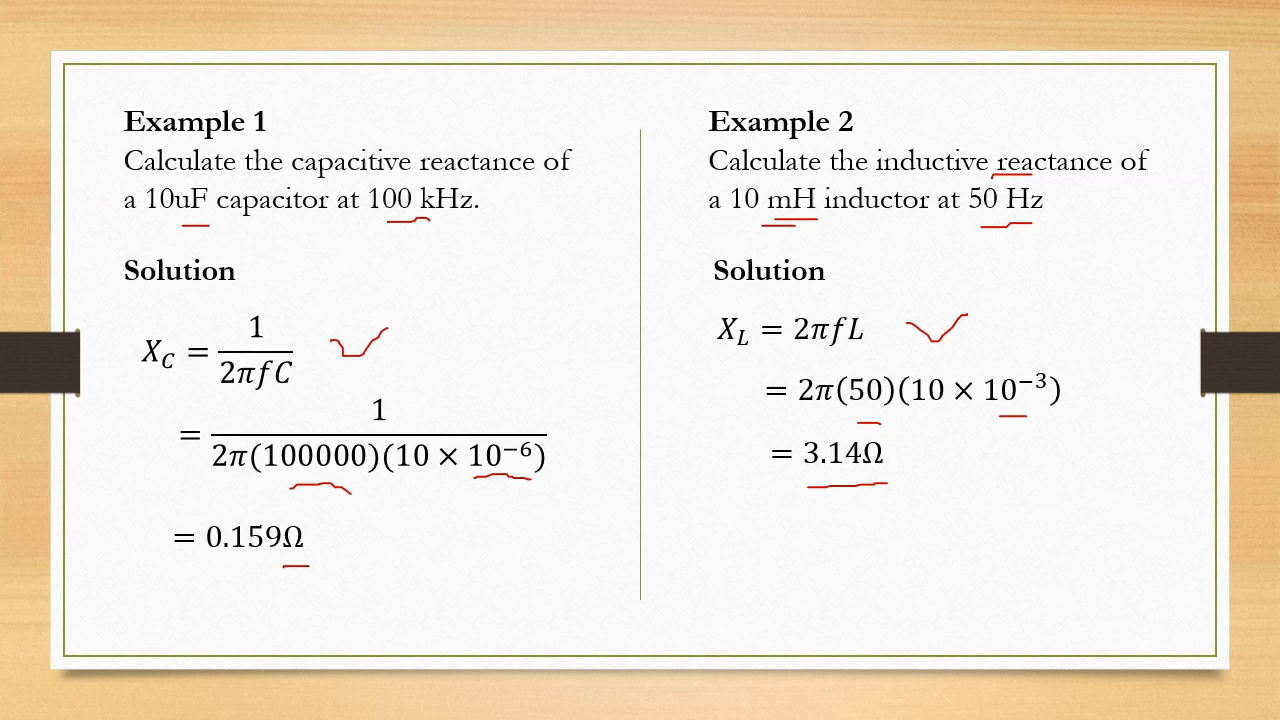 Example 1
Calculate the capacitive reactance of
a 10uF capacitor at 100 kHz.
Solution
X_C = 1/(2πfC)
= 1/(2π(100000)(10 × 10⁻⁶))
= 0.159Ω
Example 2
Calculate the inductive reactance of
a 10 mH inductor at 50 Hz
Solution
X_L = 2πfL
= 2π(50)(10 × 10⁻³)
= 3.14Ω